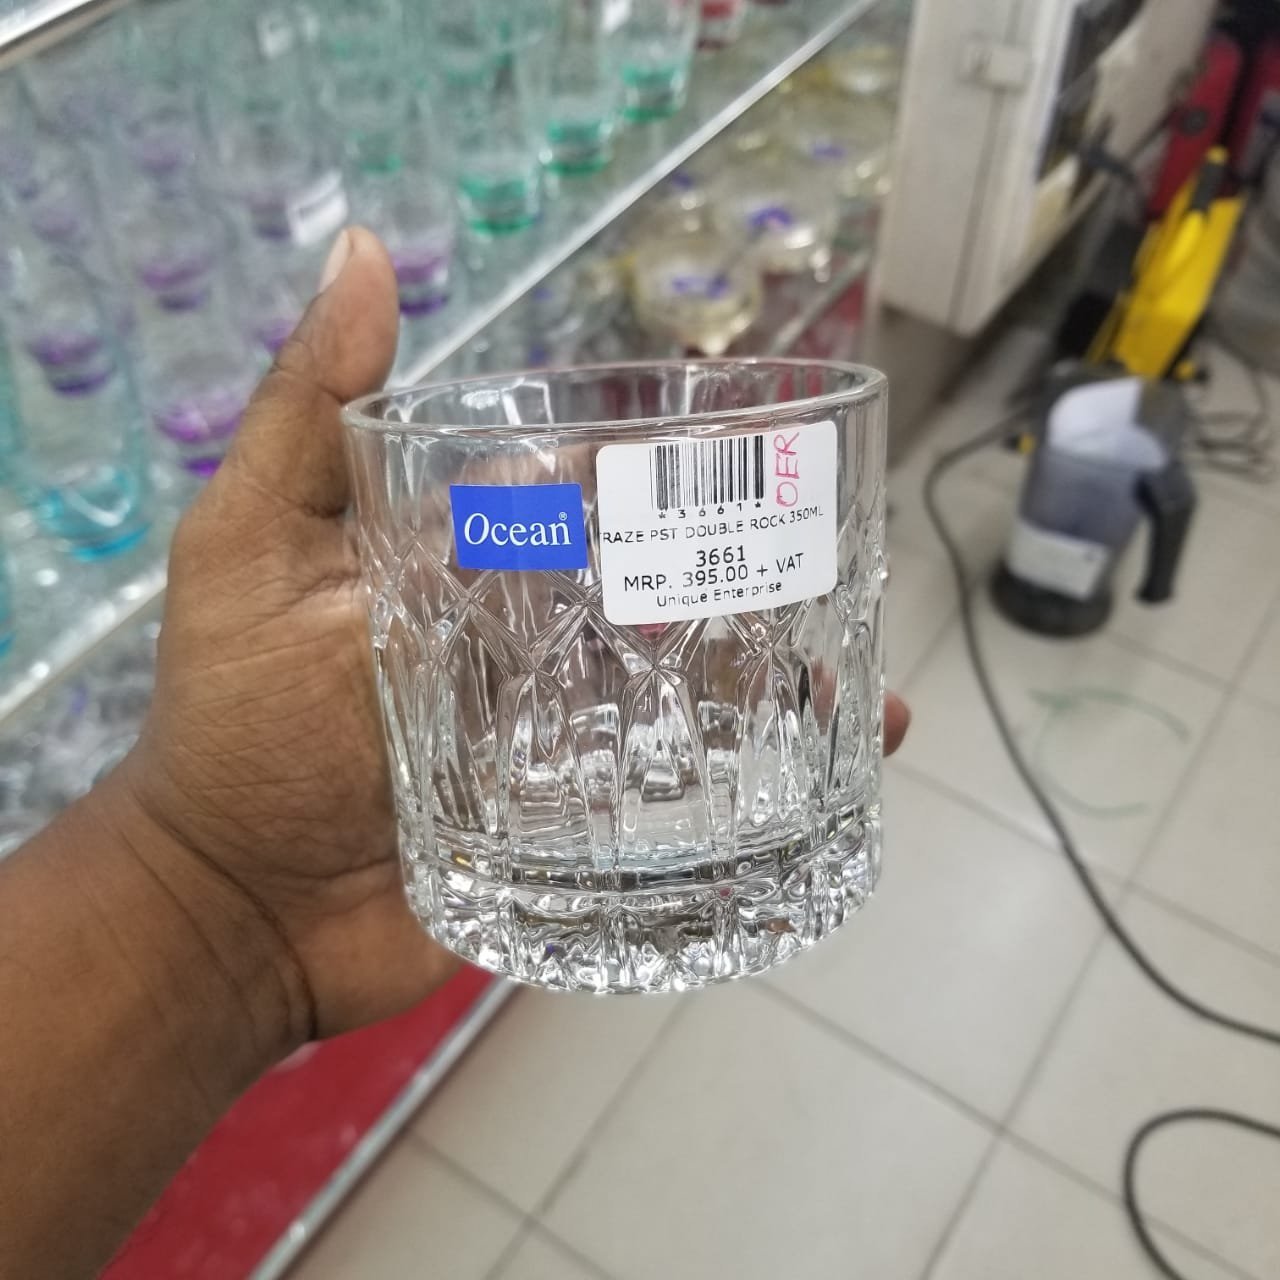 Ocean®
OER
*3661*
RAZE PST DOUBLE ROCK 350ML
3661
MRP. 395.00 + VAT
Unique Enterprise